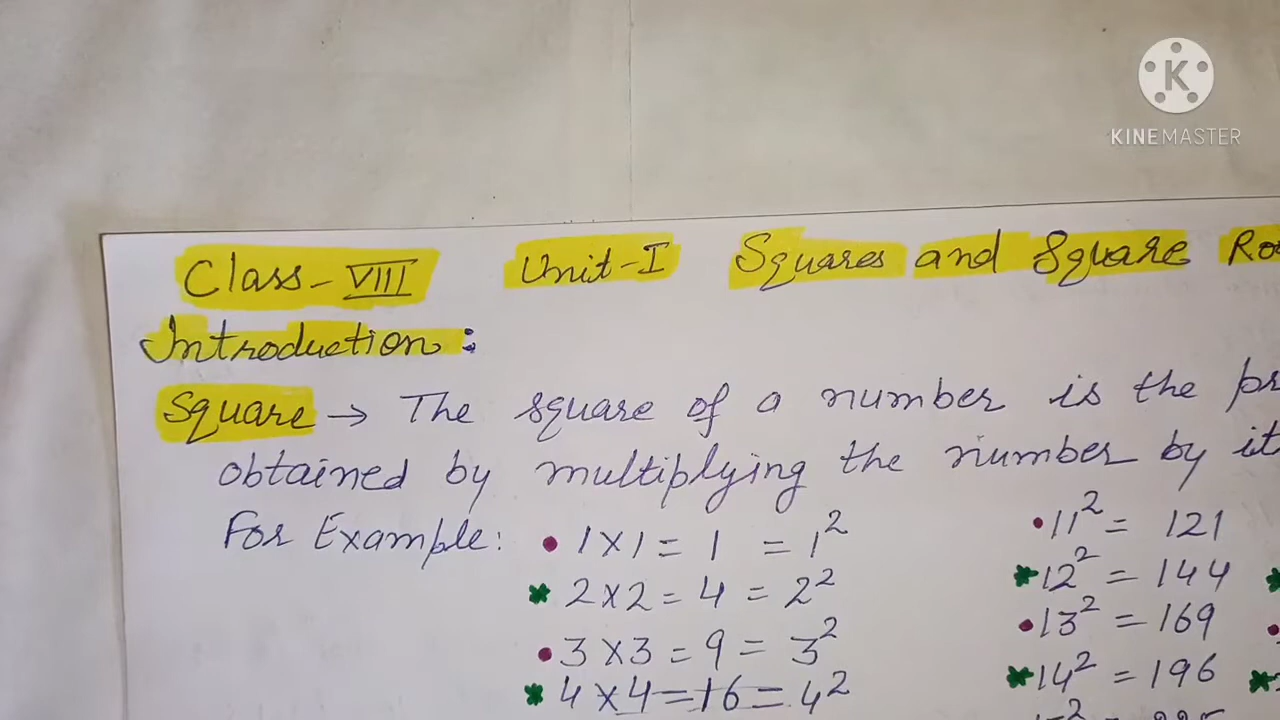 KINEMASTER
Class-VIII Unit-I Squares and Square
Introduction:
Square → The square of a number is the
obtained by multiplying the number by
For Example: • 1×1 = 1 = 1² • 11² = 121
* 2×2 = 4 = 2² * 12² = 144
• 3×3 = 9 = 3² • 13² = 169
* 4×4 = 16 = 4² * 14² = 196